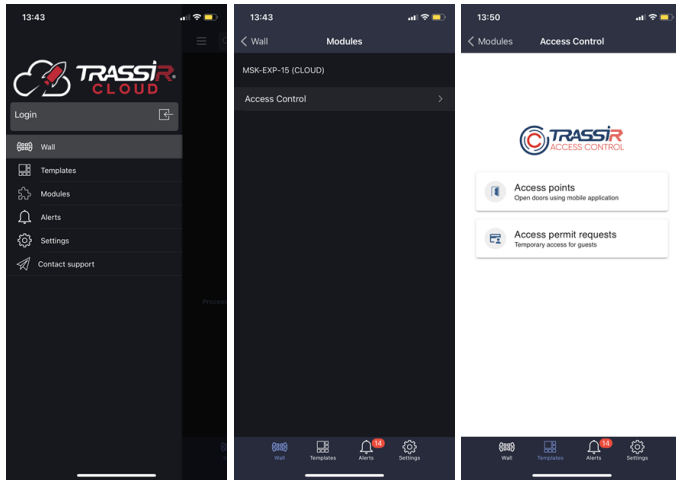 13:43
TRASSIR
CLOUD
Login
Wall
Templates
Modules
Alerts
Settings
Contact support
13:43
Wall
Modules
MSK-EXP-15 (CLOUD)
Access Control
14
Wall
Templates
Alerts
Settings
13:50
Modules
Access Control
TRASSIR
ACCESS CONTROL
Access points
Open doors using mobile application
Access permit requests
Temporary access for guests
14
Wall
Templates
Alerts
Settings